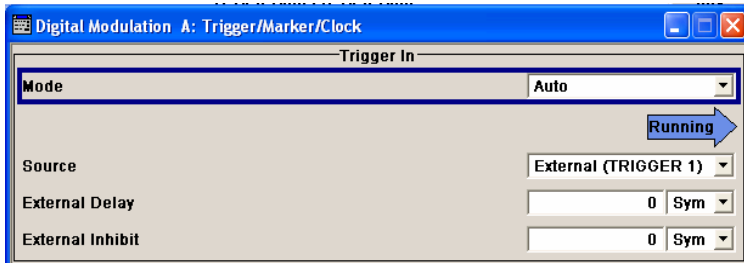 Digital Modulation A: Trigger/Marker/Clock
Trigger In
Mode Auto
Running
Source External (TRIGGER 1)
External Delay 0 Sym
External Inhibit 0 Sym